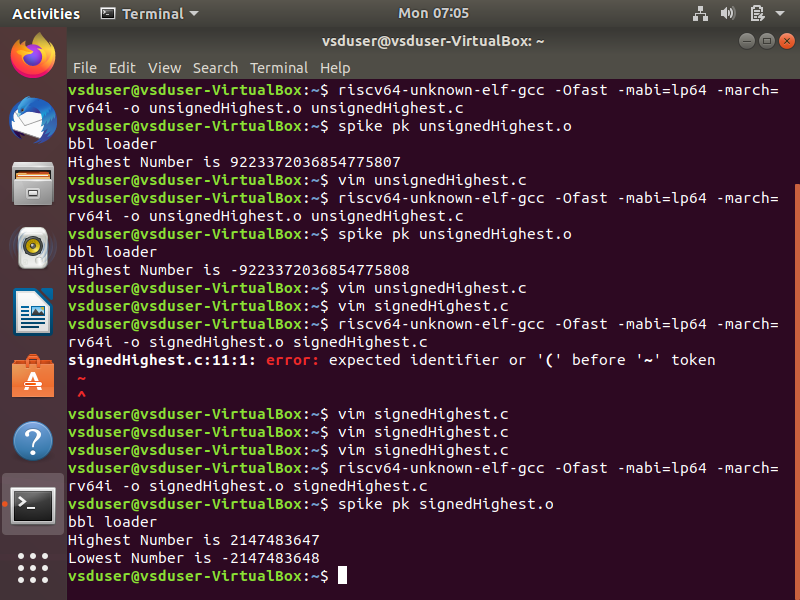 Activities Terminal Mon 07:05
vsduser@vsduser-VirtualBox: ~
File Edit View Search Terminal Help
vsduser@vsduser-VirtualBox:~$ riscv64-unknown-elf-gcc -Ofast -mabi=lp64 -march=
rv64i -o unsignedHighest.o unsignedHighest.c
vsduser@vsduser-VirtualBox:~$ spike pk unsignedHighest.o
bbl loader
Highest Number is 9223372036854775807
vsduser@vsduser-VirtualBox:~$ vim unsignedHighest.c
vsduser@vsduser-VirtualBox:~$ riscv64-unknown-elf-gcc -Ofast -mabi=lp64 -march=
rv64i -o unsignedHighest.o unsignedHighest.c
vsduser@vsduser-VirtualBox:~$ spike pk unsignedHighest.o
bbl loader
Highest Number is -9223372036854775808
vsduser@vsduser-VirtualBox:~$ vim unsignedHighest.c
vsduser@vsduser-VirtualBox:~$ vim signedHighest.c
vsduser@vsduser-VirtualBox:~$ riscv64-unknown-elf-gcc -Ofast -mabi=lp64 -march=
rv64i -o signedHighest.o signedHighest.c
signedHighest.c:11:1: error: expected identifier or '(' before '~' token
~
^
vsduser@vsduser-VirtualBox:~$ vim signedHighest.c
vsduser@vsduser-VirtualBox:~$ vim signedHighest.c
vsduser@vsduser-VirtualBox:~$ vim signedHighest.c
vsduser@vsduser-VirtualBox:~$ riscv64-unknown-elf-gcc -Ofast -mabi=lp64 -march=
rv64i -o signedHighest.o signedHighest.c
vsduser@vsduser-VirtualBox:~$ spike pk signedHighest.o
bbl loader
Highest Number is 2147483647
Lowest Number is -2147483648
vsduser@vsduser-VirtualBox:~$